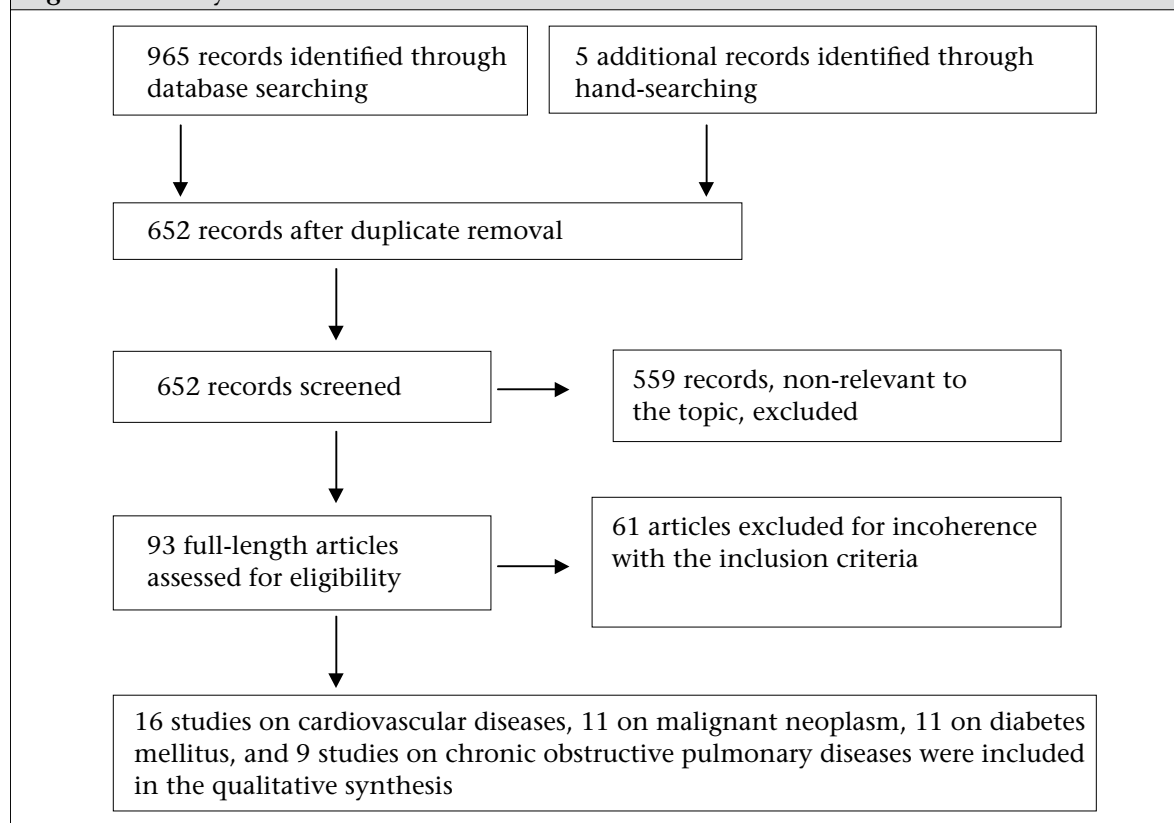 965 records identified through
database searching
5 additional records identified through
hand-searching
652 records after duplicate removal
652 records screened
559 records, non-relevant to
the topic, excluded
93 full-length articles
assessed for eligibility
61 articles excluded for incoherence
with the inclusion criteria
16 studies on cardiovascular diseases, 11 on malignant neoplasm, 11 on diabetes
mellitus, and 9 studies on chronic obstructive pulmonary diseases were included
in the qualitative synthesis